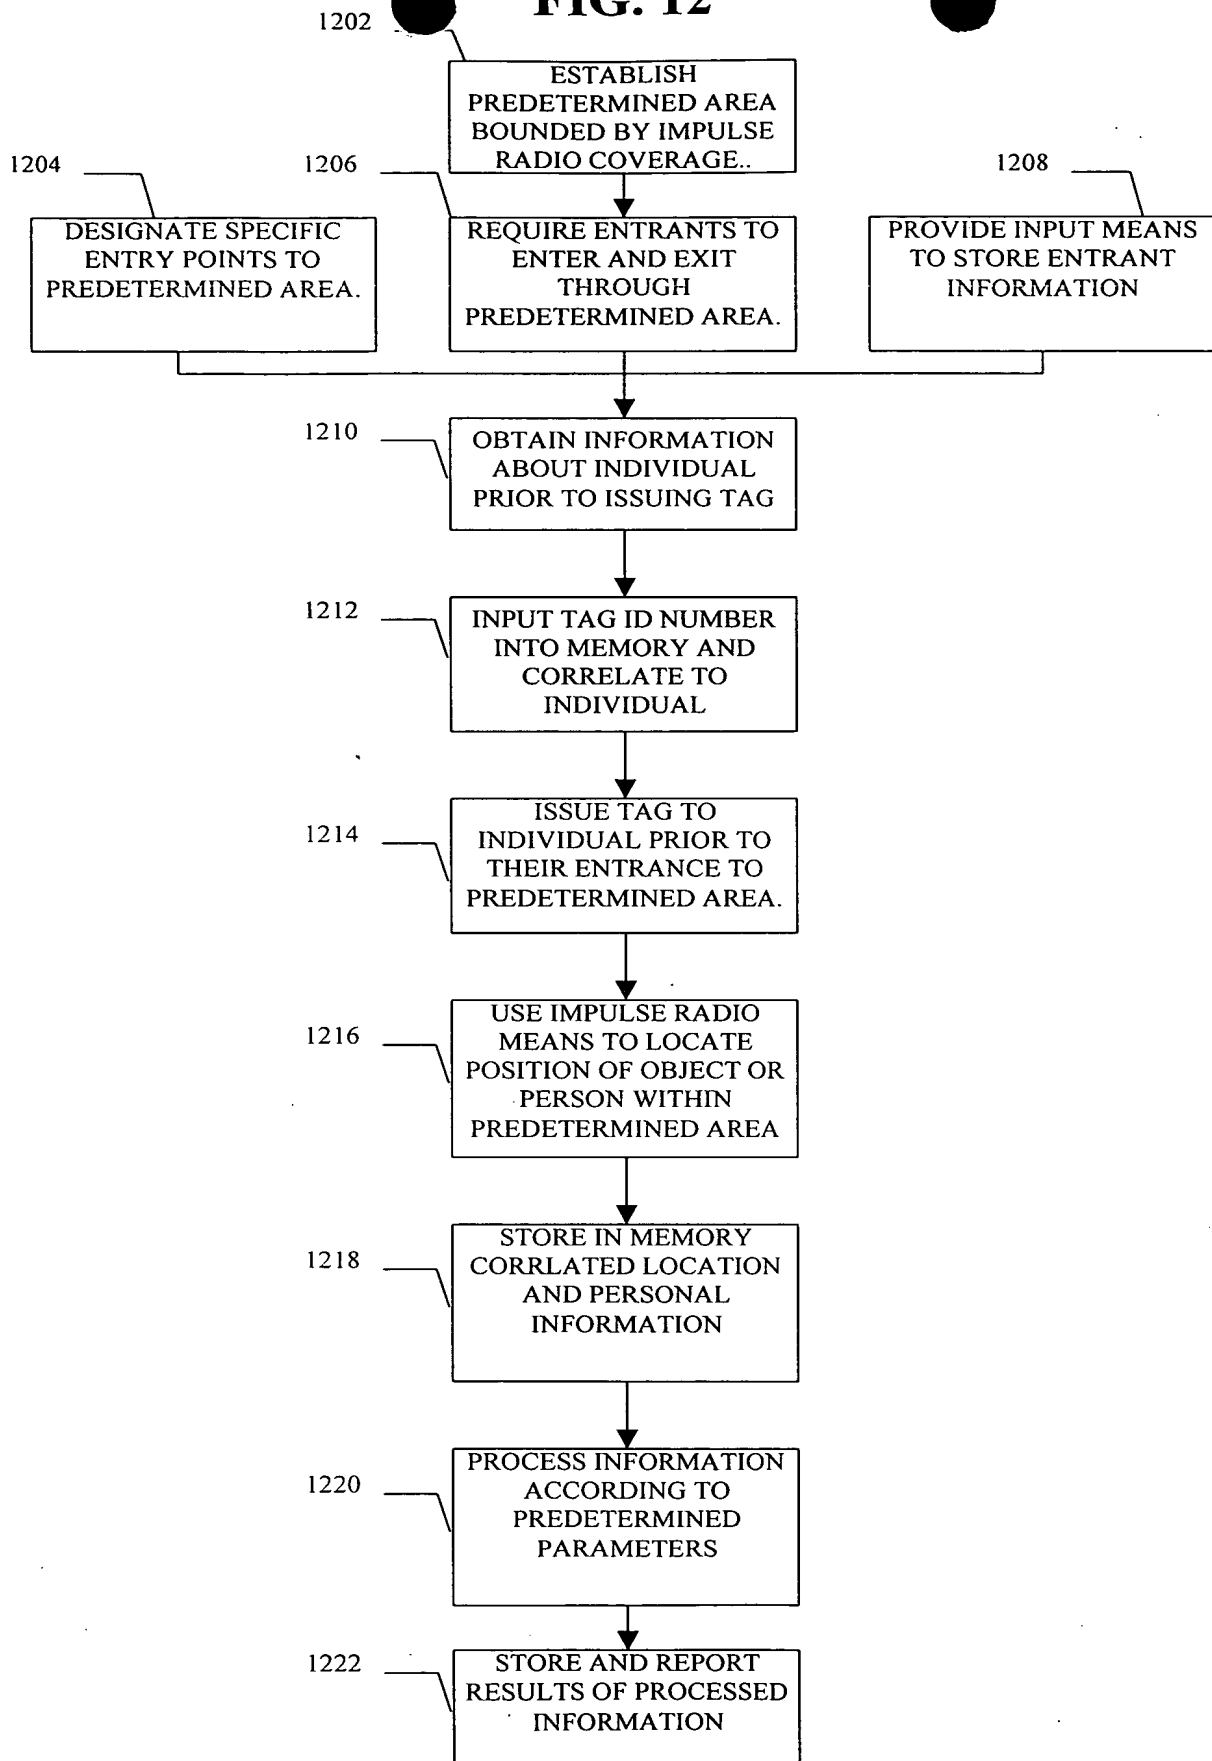 FIG. 12
1202
ESTABLISH
PREDETERMINED AREA
BOUNDED BY IMPULSE
RADIO COVERAGE..
1204
DESIGNATE SPECIFIC
ENTRY POINTS TO
PREDETERMINED AREA.
1206
REQUIRE ENTRANTS TO
ENTER AND EXIT
THROUGH
PREDETERMINED AREA.
1208
PROVIDE INPUT MEANS
TO STORE ENTRANT
INFORMATION
1210
OBTAIN INFORMATION
ABOUT INDIVIDUAL
PRIOR TO ISSUING TAG
1212
INPUT TAG ID NUMBER
INTO MEMORY AND
CORRELATE TO
INDIVIDUAL
1214
ISSUE TAG TO
INDIVIDUAL PRIOR TO
THEIR ENTRANCE TO
PREDETERMINED AREA.
1216
USE IMPULSE RADIO
MEANS TO LOCATE
POSITION OF OBJECT OR
PERSON WITHIN
PREDETERMINED AREA
1218
STORE IN MEMORY
CORRLATED LOCATION
AND PERSONAL
INFORMATION
1220
PROCESS INFORMATION
ACCORDING TO
PREDETERMINED
PARAMETERS
1222
STORE AND REPORT
RESULTS OF PROCESSED
INFORMATION